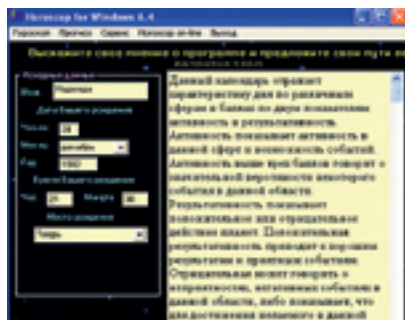 Horoscop for Windows 6.4
Гороскоп Прогноз Сервис Horoscop on-line Выход
Выскажите свое мнение о программе и предложите свои пути
Исходные данные
Имя Надежда
Дата Вашего рождения
Число
Месяц декабрь
Год
Время Вашего рождения
Час Минута
Место рождения
Тверь
Данный календарь отражает
характеристику дня по различным
сферам в баллах по двум показателям
активность и результативность.
Активность показывает активность в
данной сфере и возможность событий.
Активность выше трех баллов говорит о
значительной вероятности некоторого
события в данной области.
Результативность показывает
положительное или отрицательное
действие планет. Положительная
результативность приводит к хорошим
результатам и приятным событиям.
Отрицательная может говорить о
неприятностях, негативных событиях в
данной области, либо показывает, что
для достижения желаемого в данной